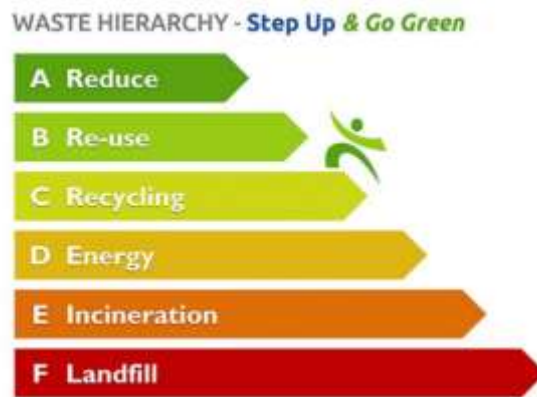 WASTE HIERARCHY - Step Up & Go Green
A Reduce
B Re-use
C Recycling
D Energy
E Incineration
F Landfill